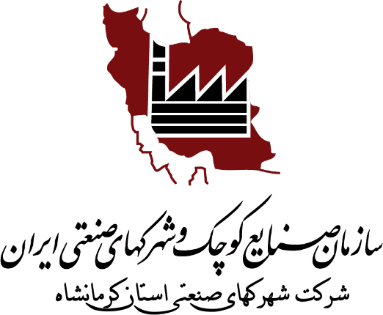 سازمان صنایع کوچک و شهرکهای صنعتی ایران
شرکت شهرکهای صنعتی استان کرمانشاه